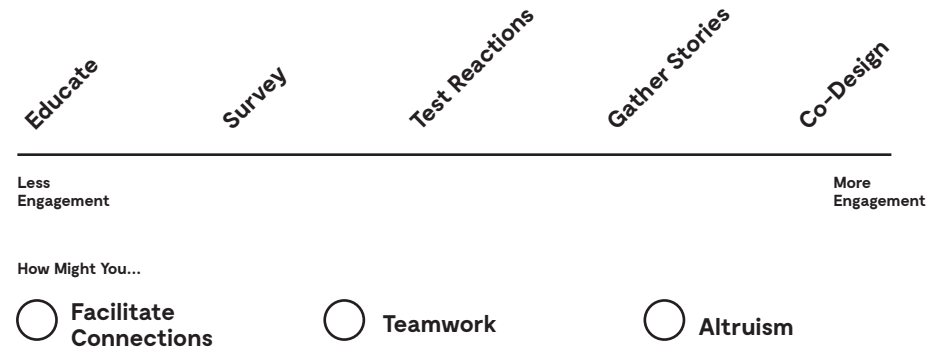 Educate
Survey
Test Reactions
Gather Stories
Co-Design
Less
Engagement
More
Engagement
How Might You...
Facilitate
Connections
Teamwork
Altruism